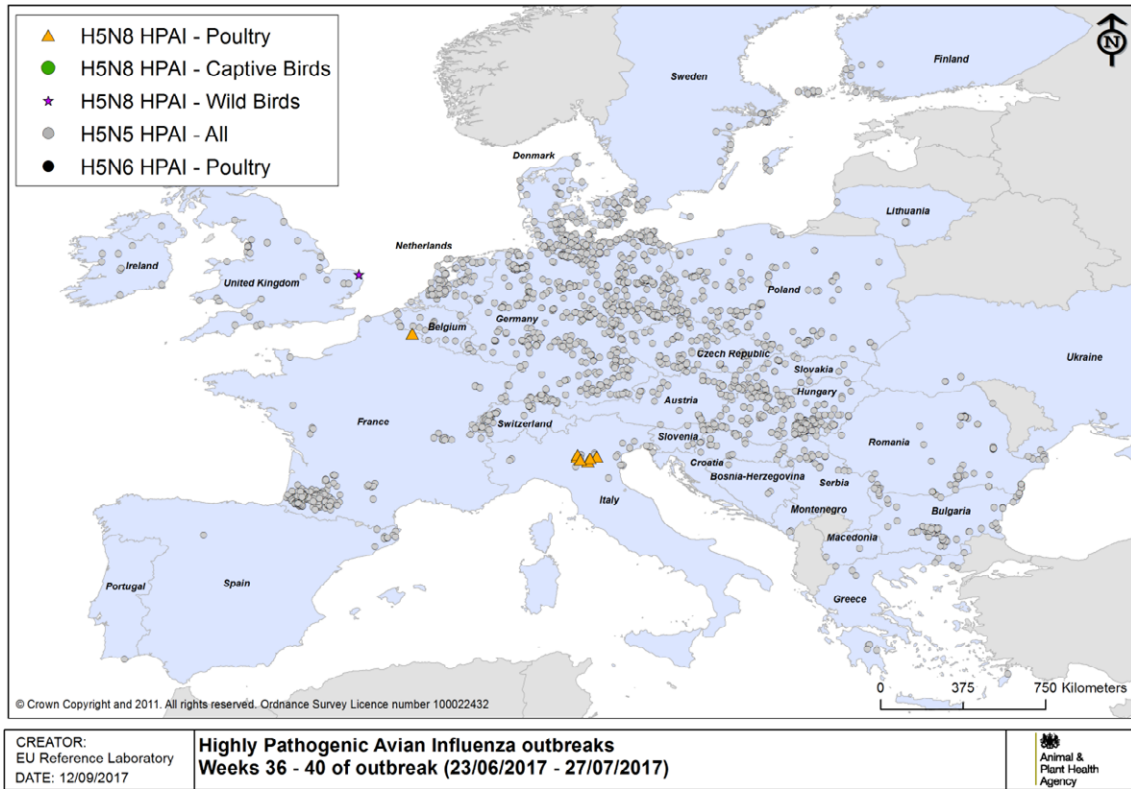 H5N8 HPAI - Poultry
H5N8 HPAI - Captive Birds
H5N8 HPAI - Wild Birds
H5N5 HPAI - All
H5N6 HPAI - Poultry
N
Finland
Sweden
Denmark
Lithuania
Netherlands
Ireland
United Kingdom
Poland
Germany
Belgium
Czech Republic
Ukraine
Slovakia
Hungary
Austria
France
Switzerland
Slovenia
Romania
Croatia
Bosnia-Herzegovina
Serbia
Italy
Montenegro
Bulgaria
Macedonia
Portugal
Spain
Greece
0 375 750 Kilometers
© Crown Copyright and 2011. All rights reserved. Ordnance Survey Licence number 100022432
CREATOR:
EU Reference Laboratory
DATE: 12/09/2017
Highly Pathogenic Avian Influenza outbreaks
Weeks 36 - 40 of outbreak (23/06/2017 - 27/07/2017)
Animal &
Plant Health
Agency